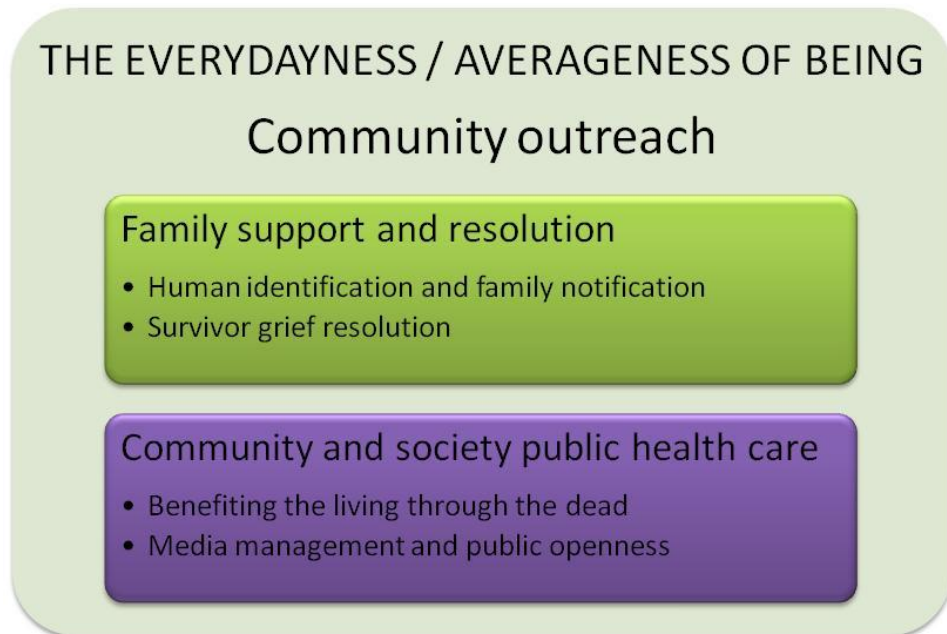 THE EVERYDAYNESS / AVERAGENESS OF BEING
Community outreach
Family support and resolution
• Human identification and family notification
• Survivor grief resolution
Community and society public health care
• Benefiting the living through the dead
• Media management and public openness